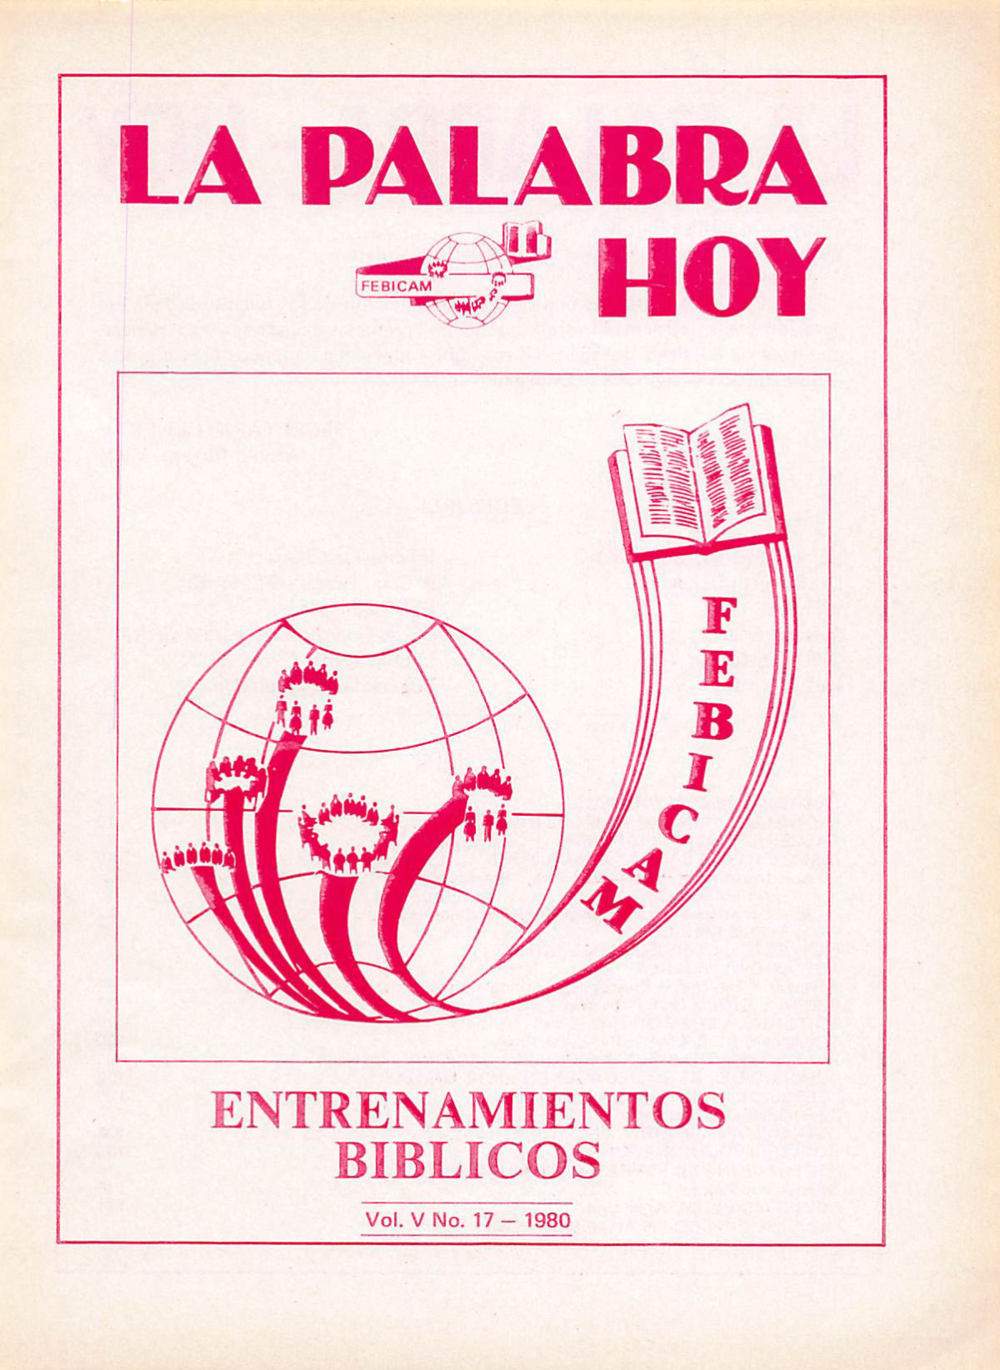 LA PALABRA
HOY
FEBICAM
FEBICAM
ENTRENAMIENTOS
BIBLICOS
Vol. V No. 17 — 1980